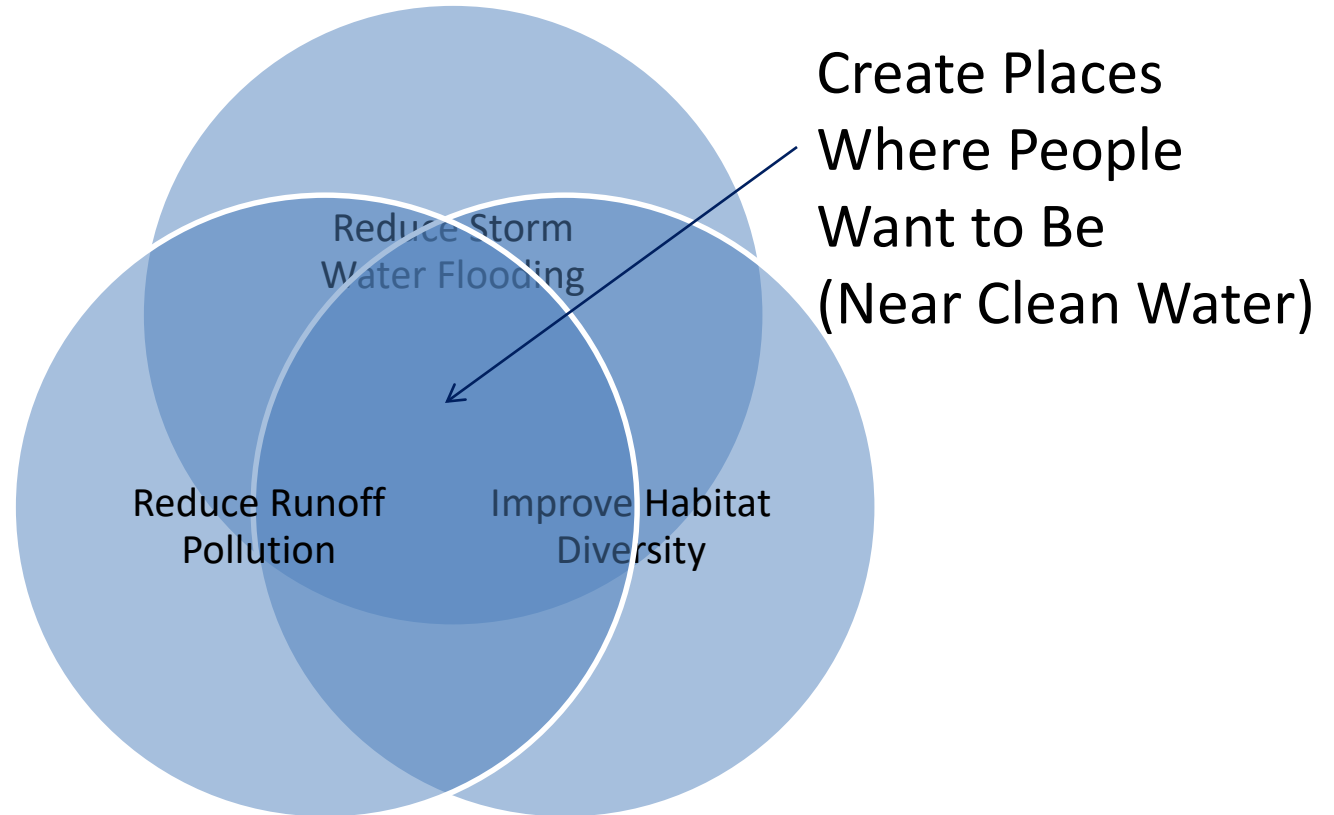 Create Places
Where People
Want to Be
(Near Clean Water)
Reduce Storm
Water Flooding
Reduce Runoff
Pollution
Improve Habitat
Diversity